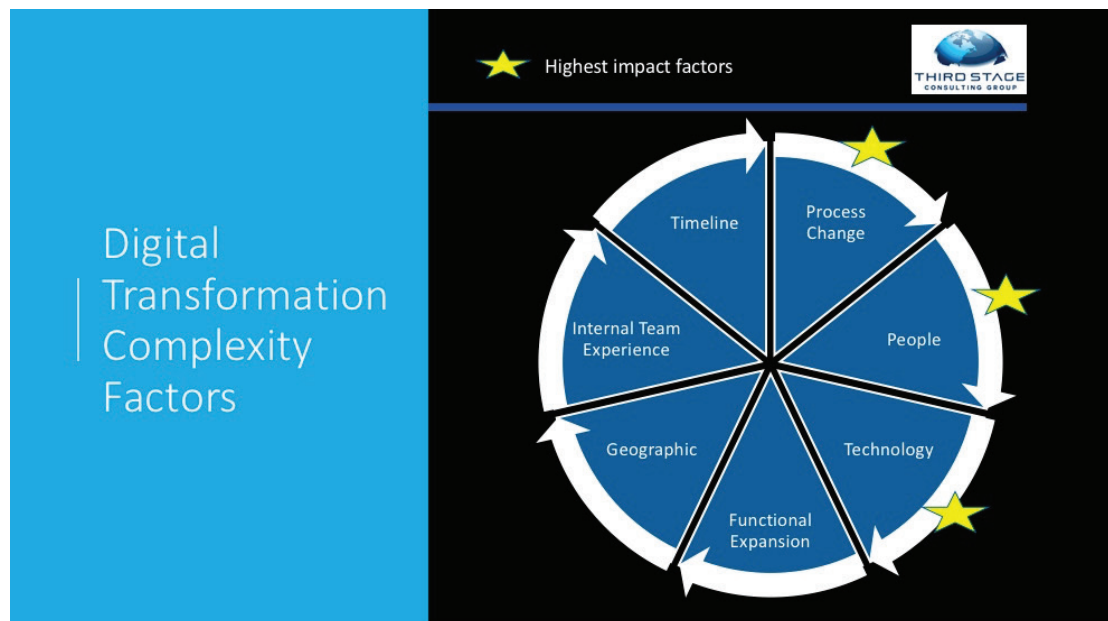 Digital
Transformation
Complexity
Factors
Highest impact factors
THIRD STAGE
CONSULTING GROUP
Timeline
Process
Change
Internal Team
Experience
People
Geographic
Technology
Functional
Expansion